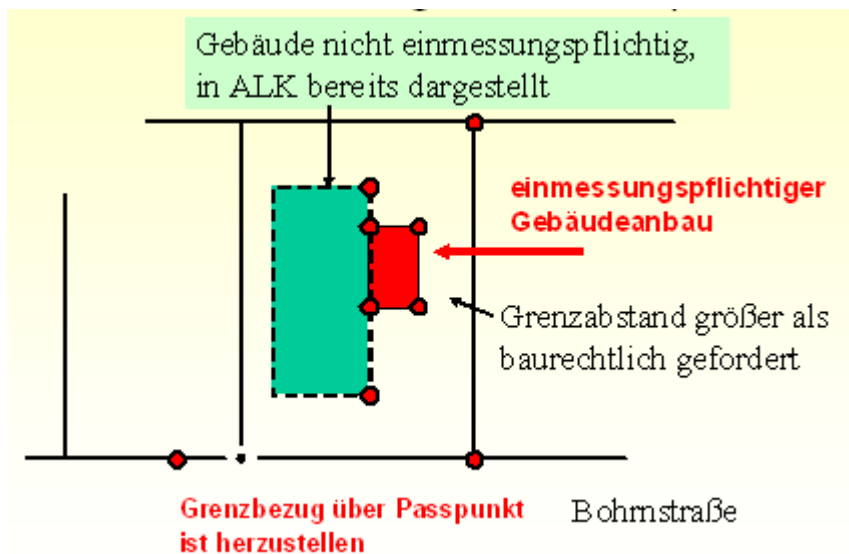 Gebäude nicht einmessungspflichtig,
in ALK bereits dargestellt
einmessungspflichtiger
Gebäudeanbau
Grenzabstand größer als
baurechtlich gefordert
Grenzbezug über Passpunkt
ist herzustellen
Bohrnstraße